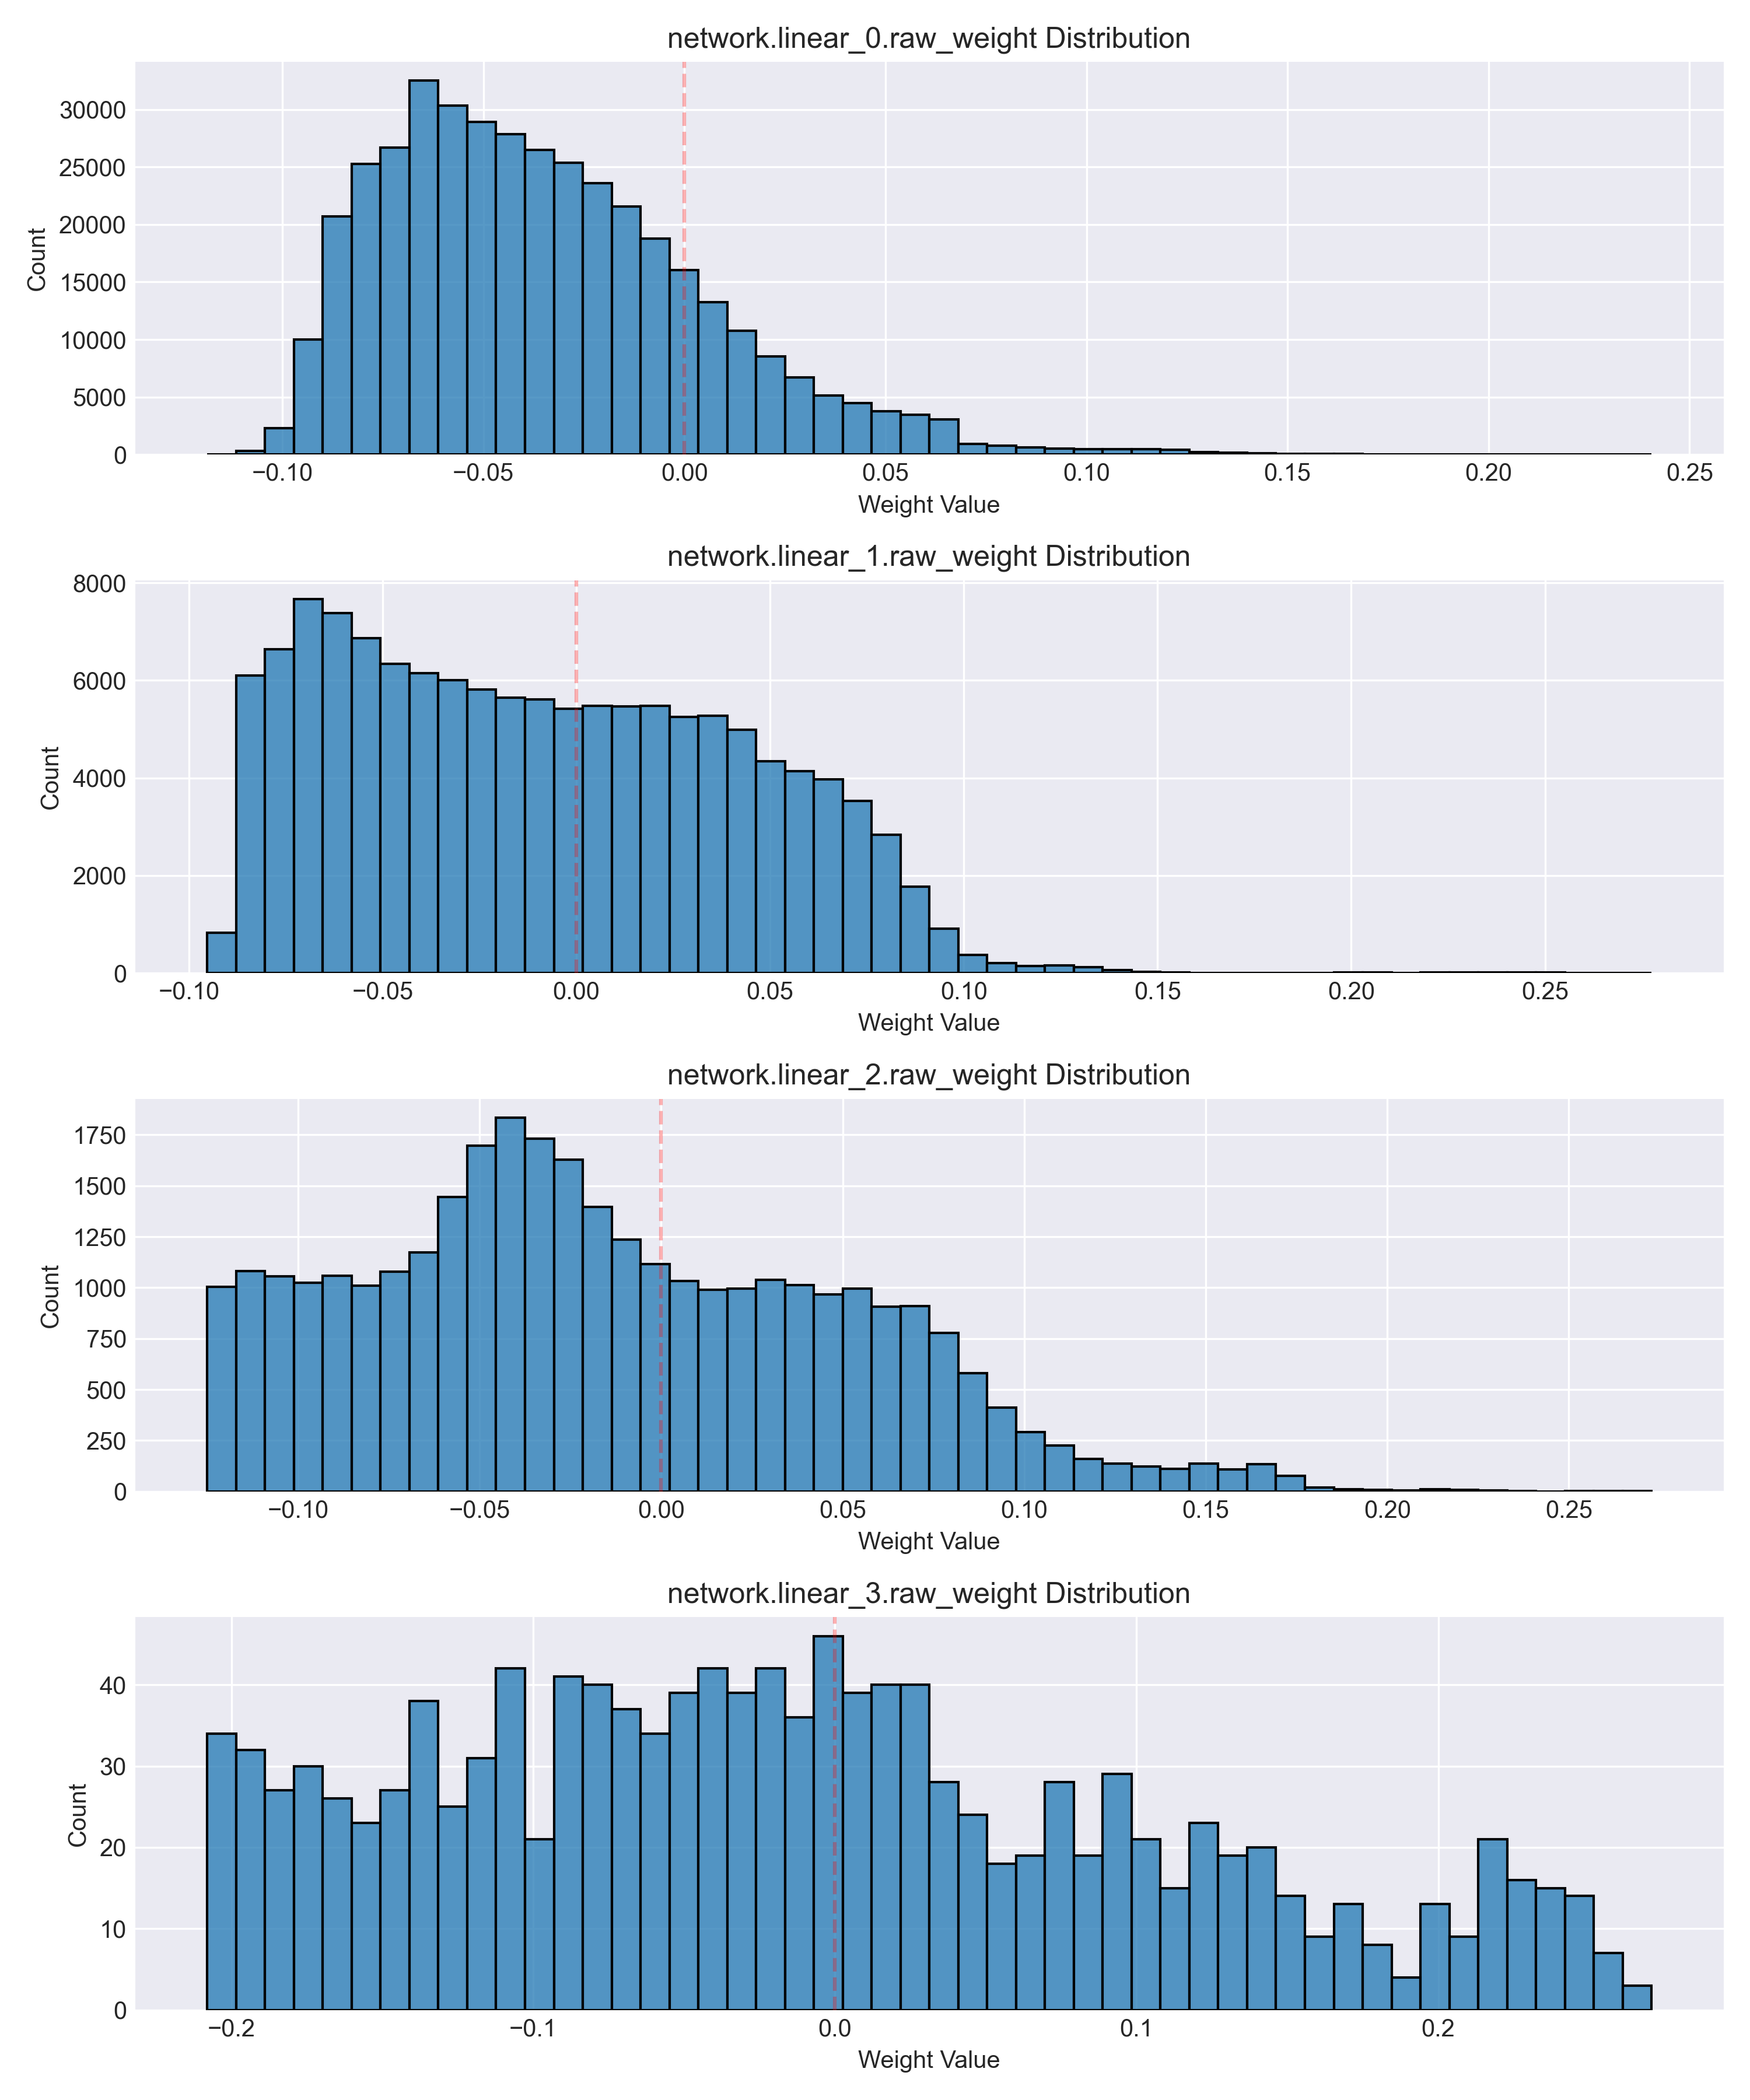 network.linear_0.raw_weight Distribution
30000
25000
20000
15000
10000
5000
0
Count
−0.10 −0.05 0.00 0.05 0.10 0.15 0.20 0.25
Weight Value
network.linear_1.raw_weight Distribution
8000
6000
4000
2000
0
Count
−0.10 −0.05 0.00 0.05 0.10 0.15 0.20 0.25
Weight Value
network.linear_2.raw_weight Distribution
1750
1500
1250
1000
750
500
250
0
Count
−0.10 −0.05 0.00 0.05 0.10 0.15 0.20 0.25
Weight Value
network.linear_3.raw_weight Distribution
40
30
20
10
0
Count
−0.2 −0.1 0.0 0.1 0.2
Weight Value